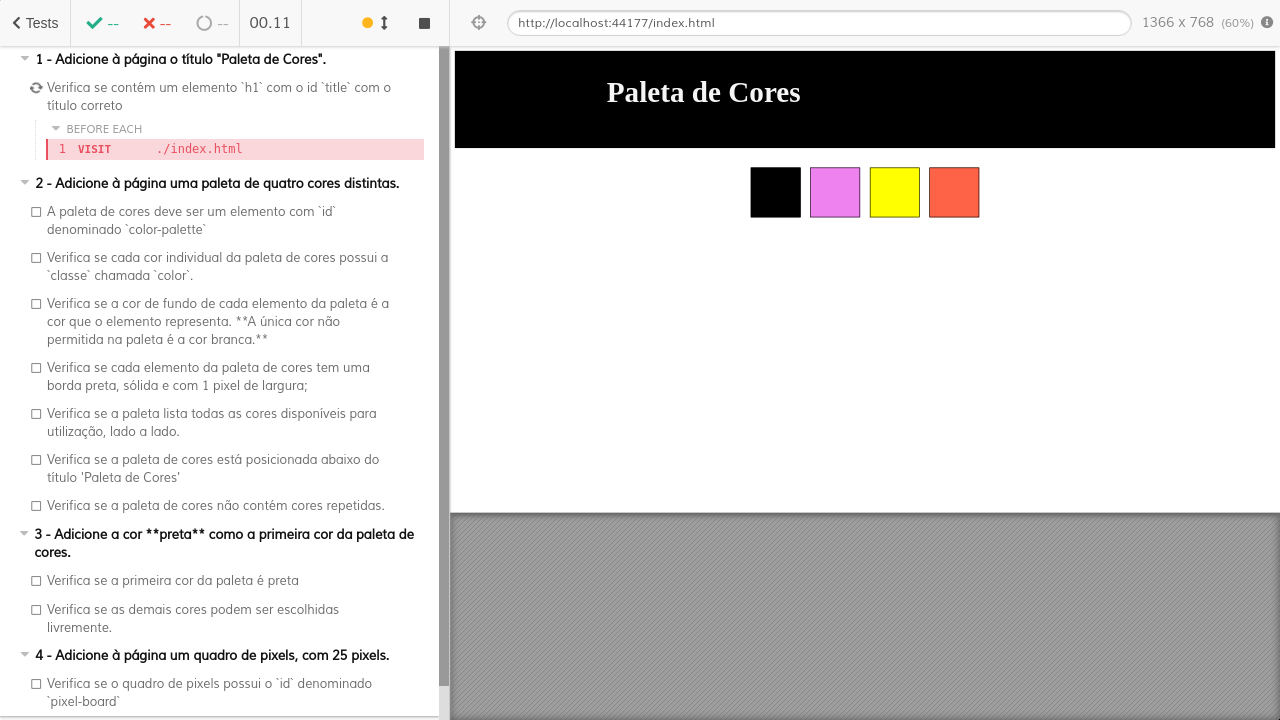 Tests -- -- -- 00.11
http://localhost:44177/index.html 1366 x 768 (60%)
1 - Adicione à página o título "Paleta de Cores".
Verifica se contém um elemento `h1` com o id `title` com o
título correto
BEFORE EACH
1 VISIT ./index.html
2 - Adicione à página uma paleta de quatro cores distintas.
A paleta de cores deve ser um elemento com `id`
denominado `color-palette`
Verifica se cada cor individual da paleta de cores possui a
`classe` chamada `color`.
Verifica se a cor de fundo de cada elemento da paleta é a
cor que o elemento representa. **A única cor não
permitida na paleta é a cor branca.**
Verifica se cada elemento da paleta de cores tem uma
borda preta, sólida e com 1 pixel de largura;
Verifica se a paleta lista todas as cores disponíveis para
utilização, lado a lado.
Verifica se a paleta de cores está posicionada abaixo do
título 'Paleta de Cores'
Verifica se a paleta de cores não contém cores repetidas.
3 - Adicione a cor **preta** como a primeira cor da paleta de
cores.
Verifica se a primeira cor da paleta é preta
Verifica se as demais cores podem ser escolhidas
livremente.
4 - Adicione à página um quadro de pixels, com 25 pixels.
Verifica se o quadro de pixels possui o `id` denominado
`pixel-board`
Paleta de Cores